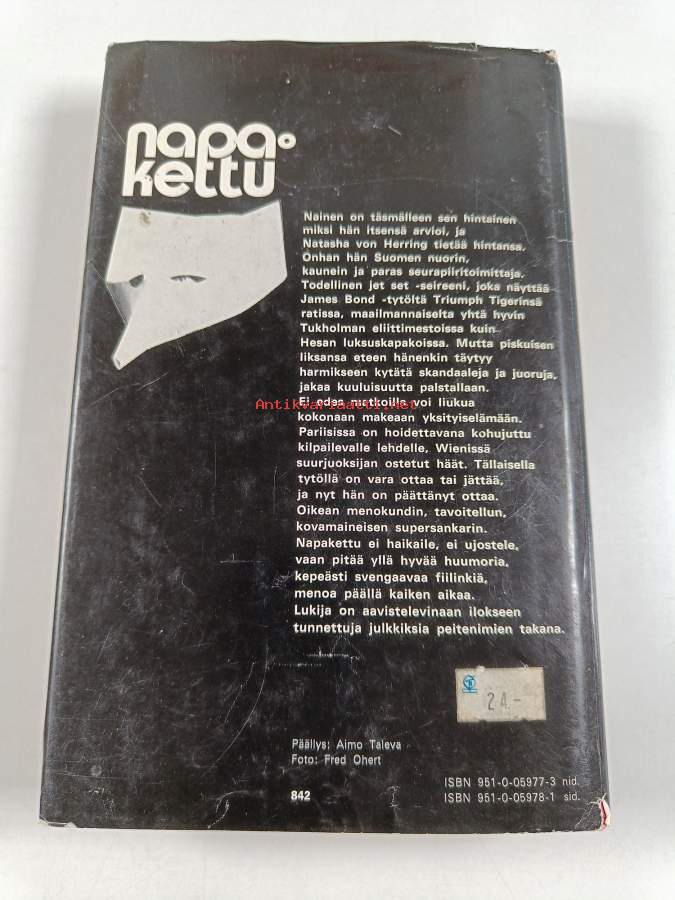 napa-
kettu
Nainen on täsmälleen sen hintainen
miksi hän itsensä arvioi, ja
Natasha von Herring tietää hintansa.
Onhan hän Suomen nuorin,
kaunein ja paras seurapiiritoimittaja.
Todellinen jet set -seireeni, joka näyttää
James Bond -tytöltä Triumph Tigerinsä
ratissa, maailmannaiselta yhtä hyvin
Tukholman eliittimestoissa kuin
Hesan luksuskapakoissa. Mutta piskuisen
liksansa eteen hänenkin täytyy
harmikseen kytätä skandaaleja ja juoruja,
jakaa kuuluisuutta palstallaan.
Ei edes matkoilla voi liukua
Antikvariaatti.net
kokonaan makeaan yksityiselämään.
Pariisissa on hoidettavana kohujuttu
kilpailevalle lehdelle, Wienissä
suurjuoksijan ostetut häät. Tällaisella
tytöllä on vara ottaa tai jättää,
ja nyt hän on päättänyt ottaa.
Oikean menokundin, tavoitellun,
kovamaineisen supersankarin.
Napakettu ei haikaile, ei ujostele,
vaan pitää yllä hyvää huumoria,
kepeästi svengaavaa fiilinkiä,
menoa päällä kaiken aikaa.
Lukija on aavistelevinaan ilokseen
tunnettuja julkkiksia peitenimien takana.
24.-
Päällys: Aimo Taleva
Foto: Fred Ohert
842
ISBN 951-0-05977-3 nid.
ISBN 951-0-05978-1 sid.